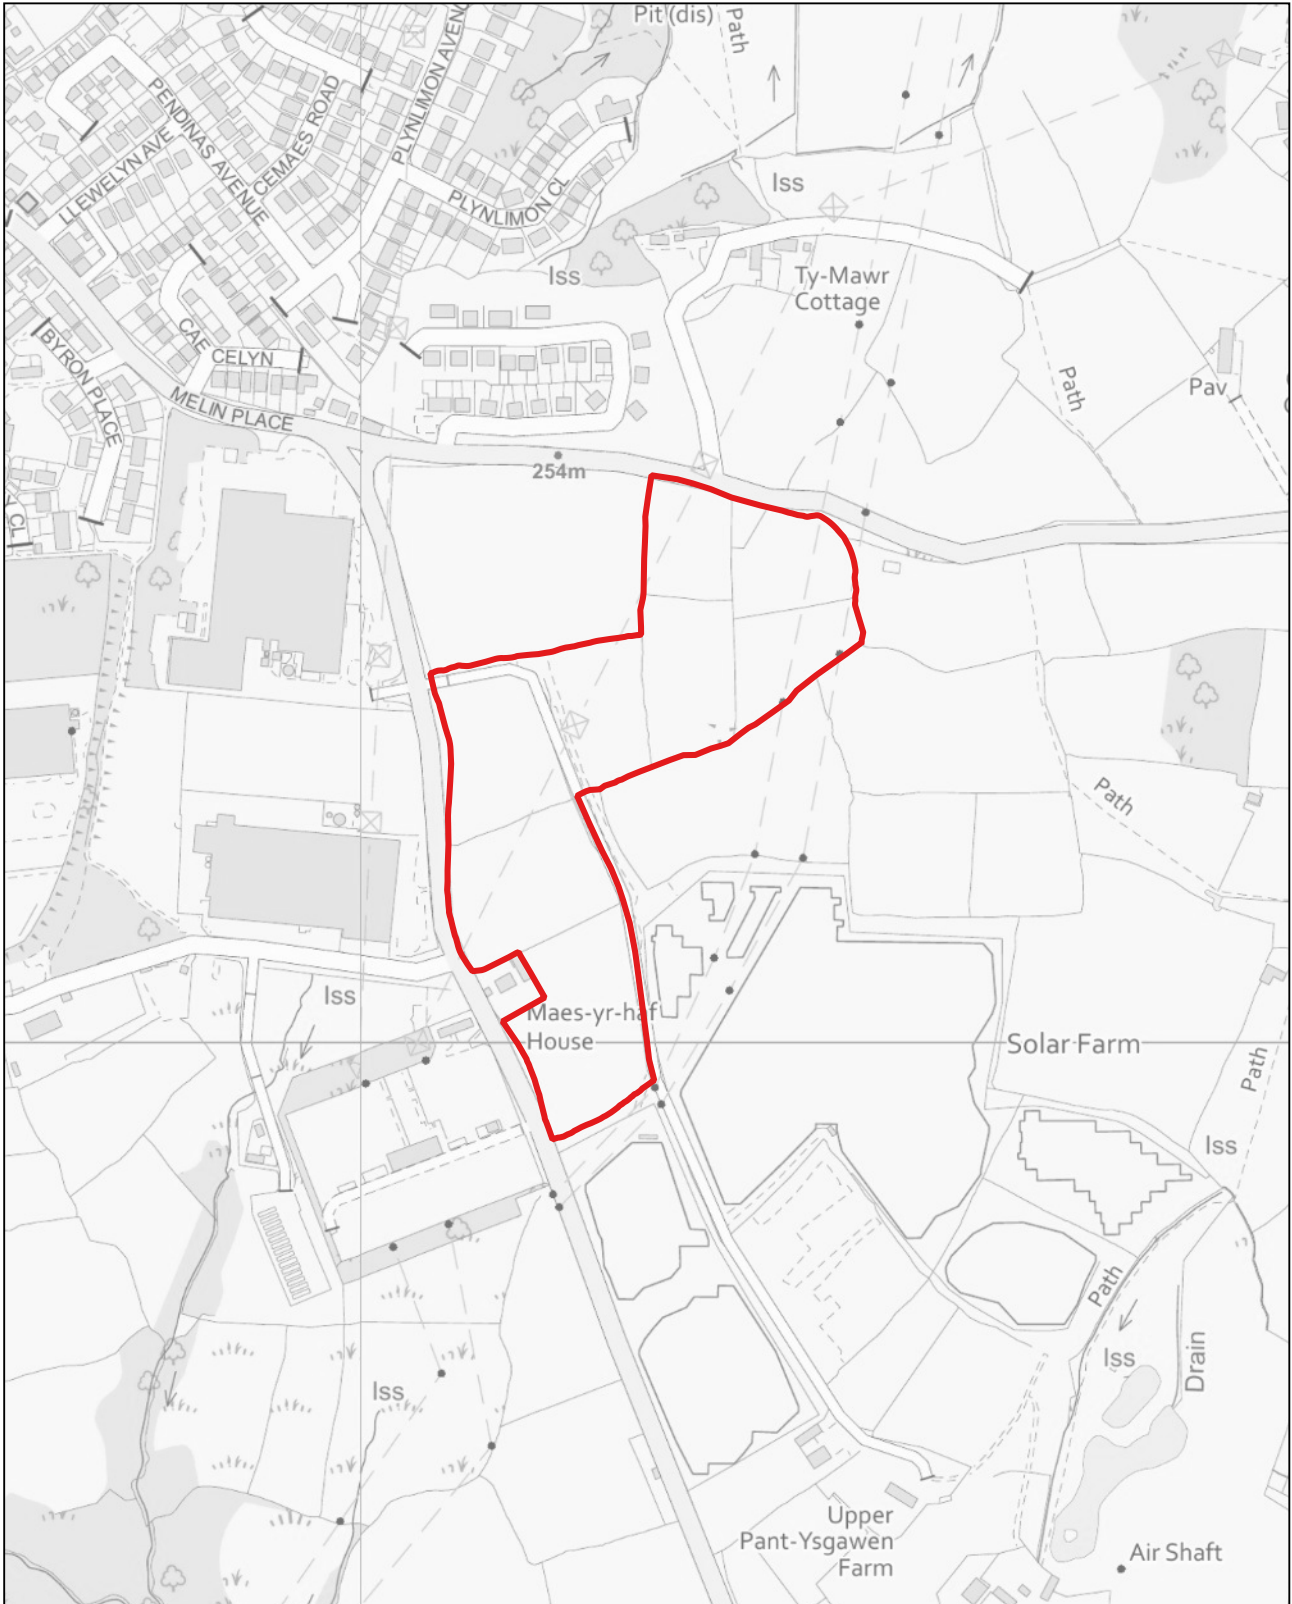 Pit (dis)
Path
PLYNLIMON AVENU
PENDINAS AVENUE
CEMAES ROAD
LLEWELYN AVE
PLYNLIMON CL
Iss
Iss
Ty-Mawr
Cottage
CAE
CELYN
BYRON PLACE
MELIN PLACE
Path
Pav
254m
CL
Path
Iss
Maes-yr-haf
House
Solar Farm
Path
Iss
Path
Iss
Drain
Iss
Upper
Pant-Ysgawen
Farm
Air Shaft